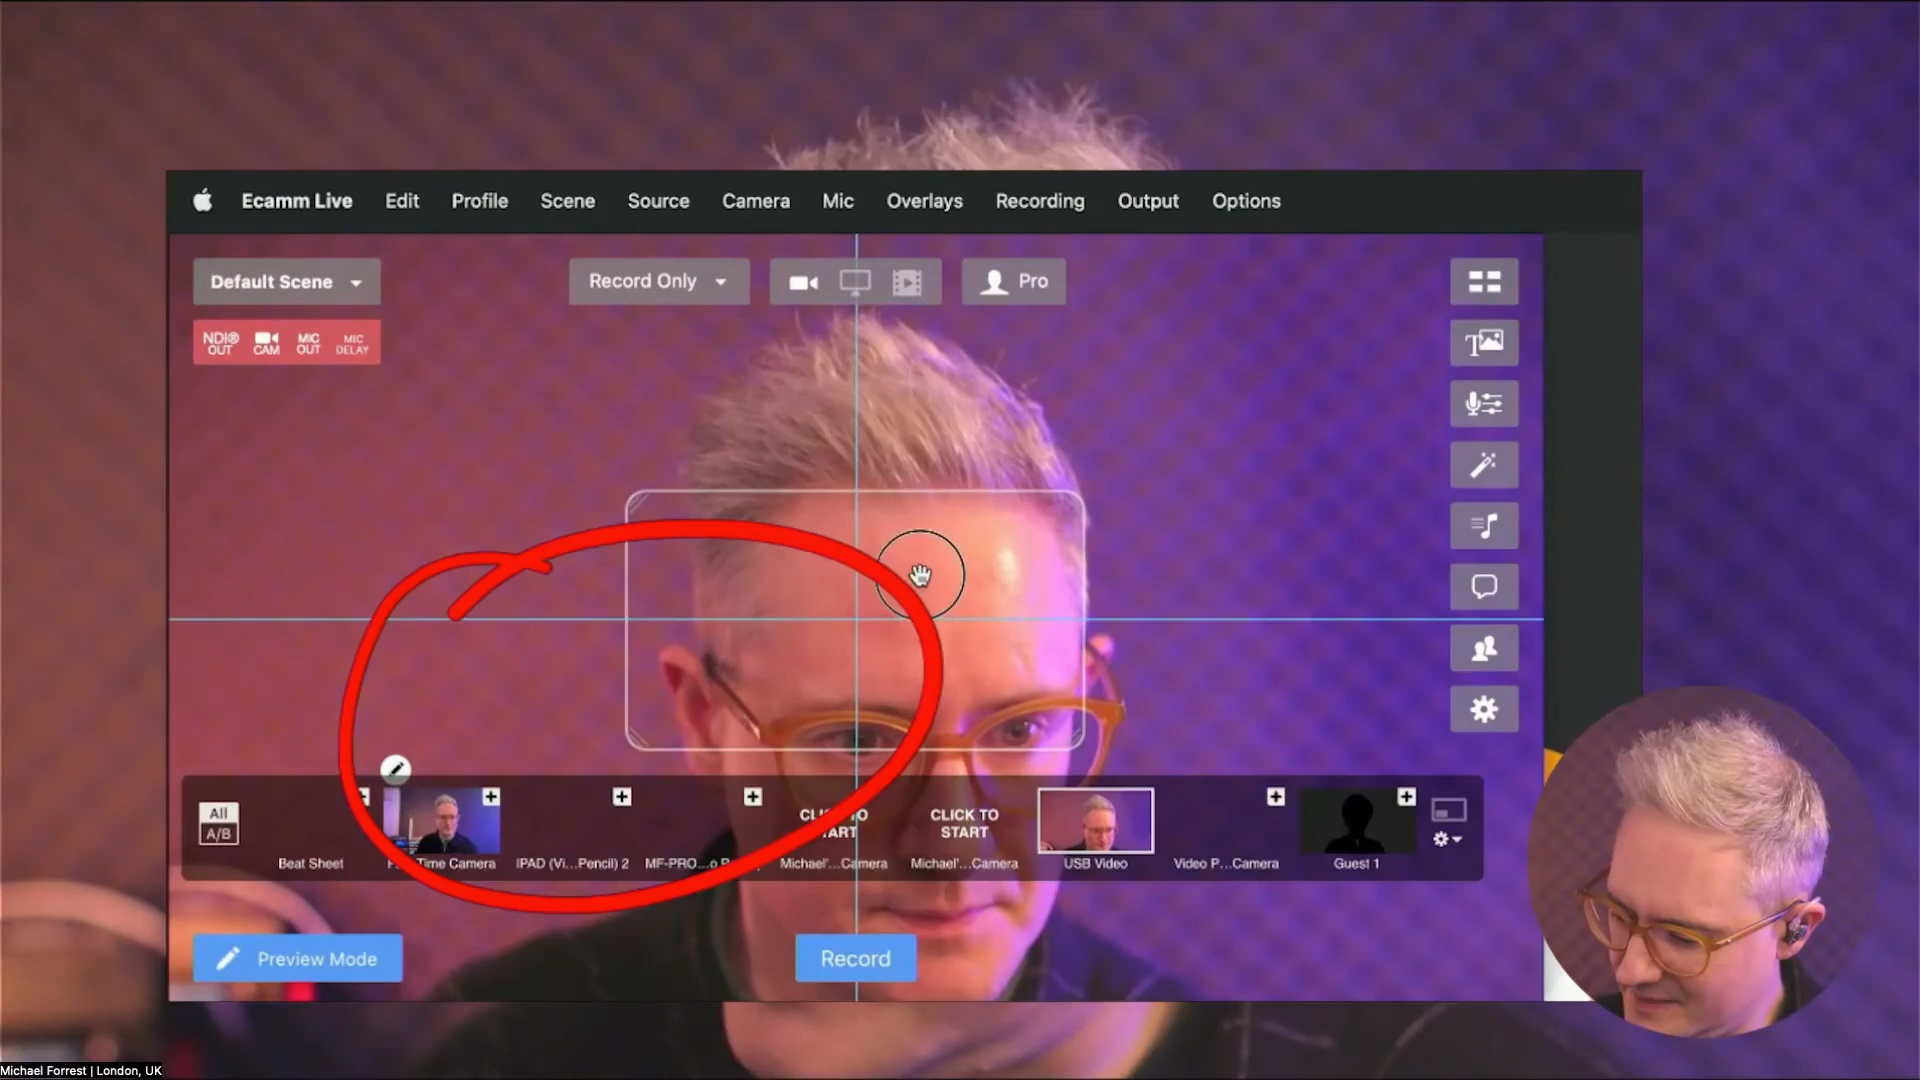 Ecamm Live Edit Profile Scene Source Camera Mic Overlays Recording Output Options
Default Scene
Record Only
Pro
NDI® OUT
CAM
MIC OUT
MIC DELAY
T
All
A/B
Beat Sheet
Time Camera
IPAD (Vi...Pencil) 2
MF-PRO...o
Michael'...Camera
CLICK TO
START
Michael'...Camera
USB Video
Video P...Camera
Guest 1
Preview Mode
Record
Michael Forrest | London, UK